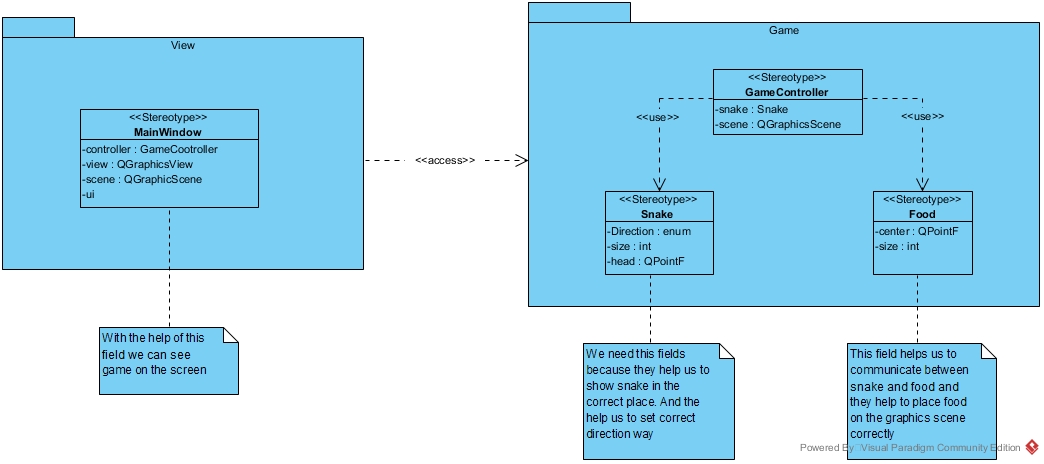 View
<<Stereotype>>
MainWindow
-controller : GameCootroller
-view : QGraphicsView
-scene : QGraphicScene
-ui
With the help of this
field we can see
game on the screen
<<access>>
Game
<<Stereotype>>
GameController
-snake : Snake
-scene : QGraphicsScene
<<use>>
<<use>>
<<Stereotype>>
Snake
-Direction : enum
-size : int
-head : QPointF
<<Stereotype>>
Food
-center : QPointF
-size : int
We need this fields
because they help us to
show snake in the
correct place. And the
help us to set correct
direction way
This field helps us to
communicate between
snake and food and
they help to place food
on the graphics scene
correctly
Powered By Visual Paradigm Community Edition